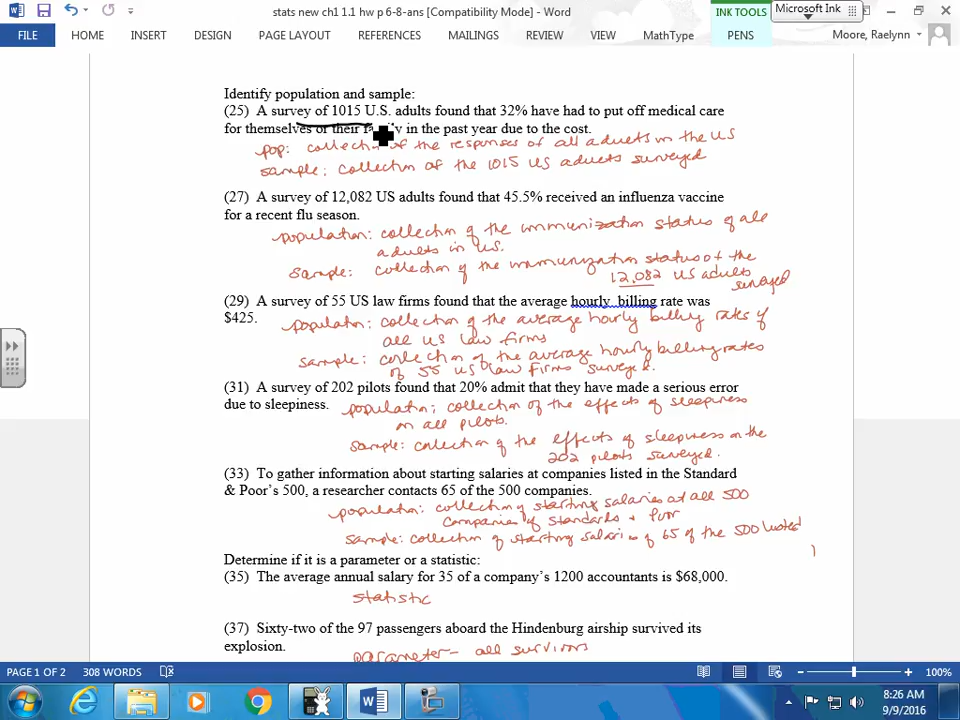 stats new ch1 1.1 hw p 6-8-ans [Compatibility Mode] - Word
INK TOOLS
Microsoft Ink
FILE HOME INSERT DESIGN PAGE LAYOUT REFERENCES MAILINGS REVIEW VIEW MathType PENS Moore, Raelynn
Identify population and sample:
(25) A survey of 1015 U.S. adults found that 32% have had to put off medical care
for themselves or their family in the past year due to the cost.
pop: collection of the responses of all adults in the US
sample: collection of the 1015 US adults surveyed
(27) A survey of 12,082 US adults found that 45.5% received an influenza vaccine
for a recent flu season.
population: collection of the immunization status of all
adults in US.
Sample: collection of the immunization status of the
12,082 US adults
surveyed
(29) A survey of 55 US law firms found that the average hourly billing rate was
$425.
population: collection of the average hourly billing rates of
all US law firms
sample: collection of the average hourly billing rates
of 55 US law firms surveyed.
(31) A survey of 202 pilots found that 20% admit that they have made a serious error
due to sleepiness.
population: collection of the effects of sleepiness
on all pilots.
Sample: collection of the effects of sleepiness on the
202 pilots surveyed.
(33) To gather information about starting salaries at companies listed in the Standard
& Poor's 500, a researcher contacts 65 of the 500 companies.
population: collection of starting salaries at all 500
companies of Standards + Poor
sample: collection of starting salaries of 65 of the 500 listed
Determine if it is a parameter or a statistic:
(35) The average annual salary for 35 of a company's 1200 accountants is $68,000.
statistic
(37) Sixty-two of the 97 passengers aboard the Hindenburg airship survived its
explosion.
parameter - all survivors
PAGE 1 OF 2 308 WORDS 100%
8:26 AM
9/9/2016